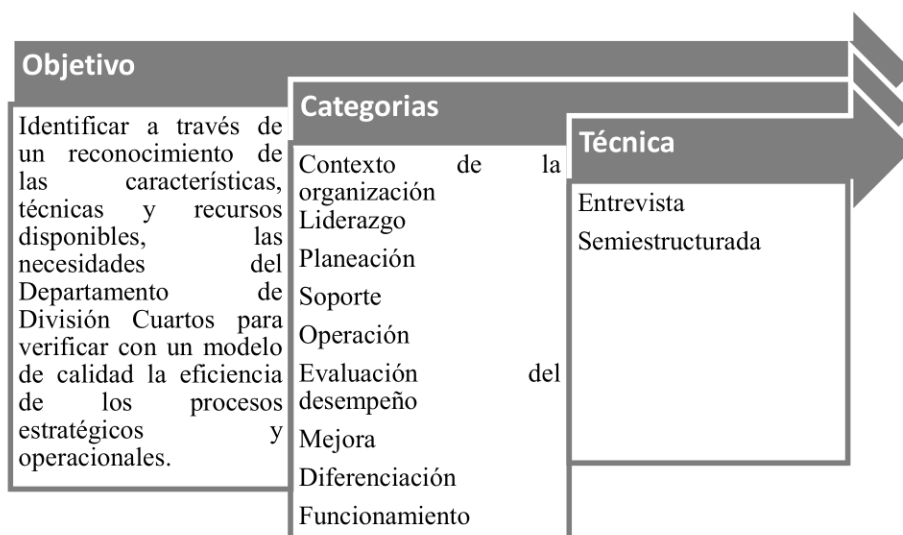 Objetivo
Identificar a través de
un reconocimiento de
las características,
técnicas y recursos
disponibles, las
necesidades del
Departamento de
División Cuartos para
verificar con un modelo
de calidad la eficiencia
de los procesos
estratégicos y
operacionales.
Categorias
Contexto de la
organización
Liderazgo
Planeación
Soporte
Operación
Evaluación del
desempeño
Mejora
Diferenciación
Funcionamiento
Técnica
Entrevista
Semiestructurada